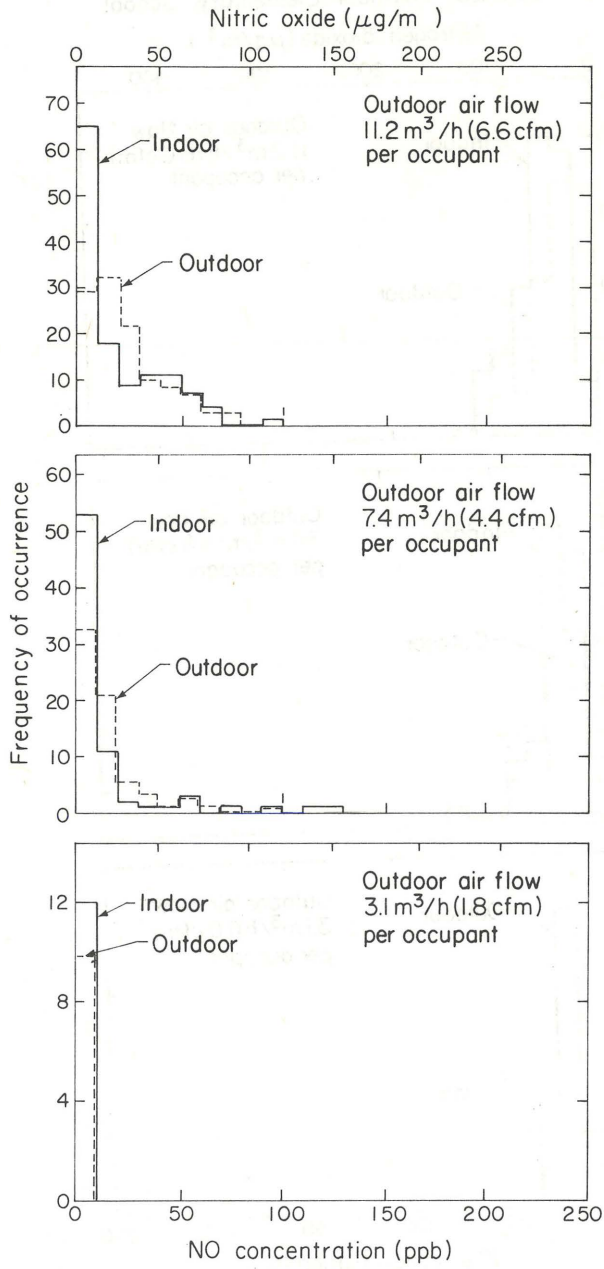 Nitric oxide (µg/m )
0 50 100 150 200 250
Outdoor air flow
11.2 m³/h (6.6 cfm)
per occupant
Indoor
Outdoor
70
60
50
40
30
20
10
0
Frequency of occurrence
Outdoor air flow
7.4 m³/h (4.4 cfm)
per occupant
Indoor
Outdoor
60
50
40
30
20
10
0
Outdoor air flow
3.1 m³/h (1.8 cfm)
per occupant
Indoor
Outdoor
12
8
4
0
0 50 100 150 200 250
NO concentration (ppb)